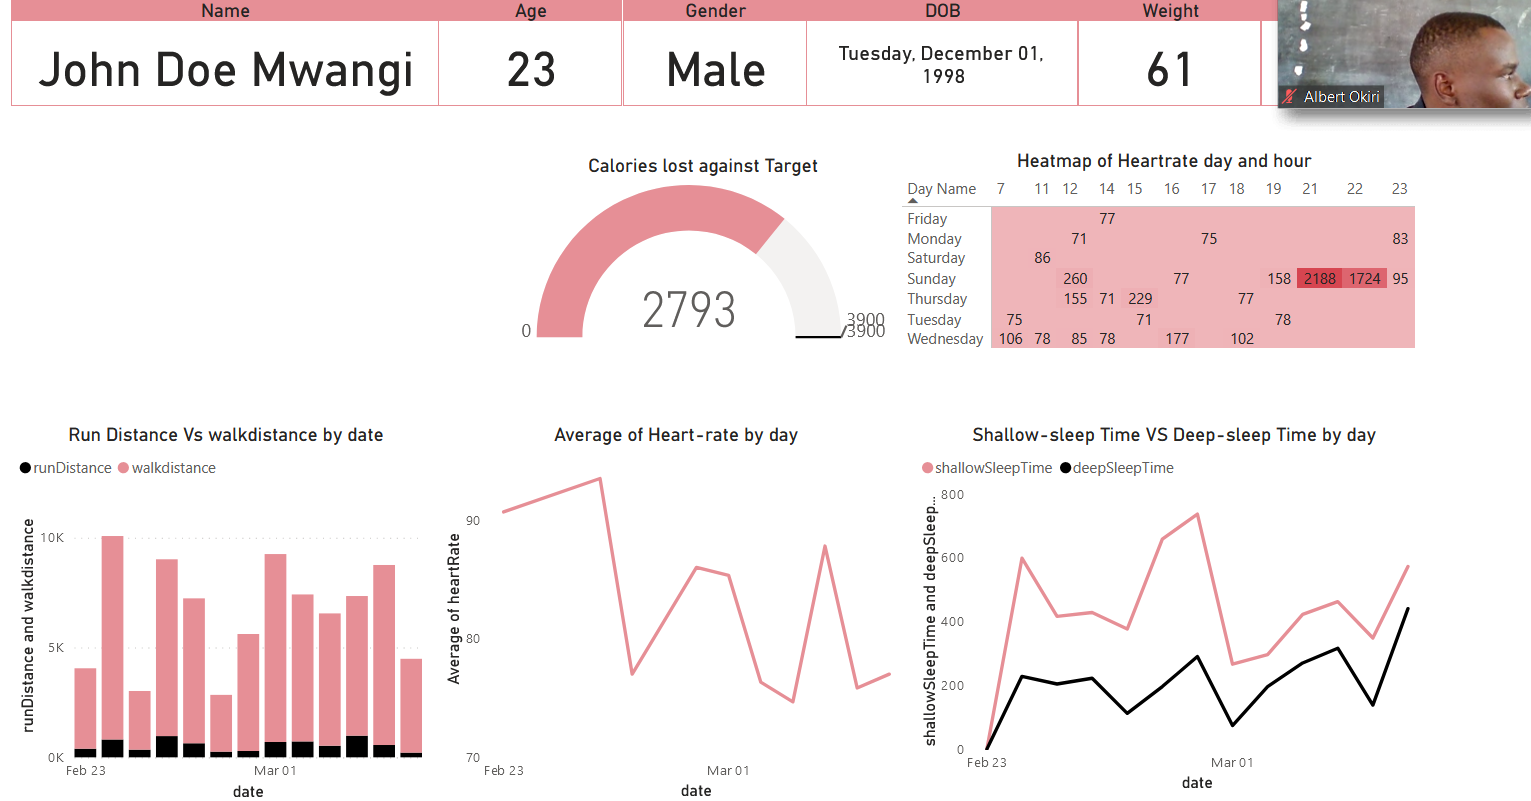 Name Age Gender DOB Weight
John Doe Mwangi 23 Male Tuesday, December 01, 1998 61
Albert Okiri
Calories lost against Target
2793
0
3900
3900
Heatmap of Heartrate day and hour
Day Name 7 11 12 14 15 16 17 18 19 21 22 23
Friday 77
Monday 71 75 83
Saturday 86
Sunday 260 77 158 2188 1724 95
Thursday 155 71 229 77
Tuesday 75 71 78
Wednesday 106 78 85 78 177 102
Run Distance Vs walkdistance by date
runDistance walkdistance
runDistance and walkdistance
10K
5K
0K
Feb 23 Mar 01
date
Average of Heart-rate by day
Average of heartRate
90
80
70
Feb 23 Mar 01
date
Shallow-sleep Time VS Deep-sleep Time by day
shallowSleepTime deepSleepTime
shallowSleepTime and deepSleep...
800
600
400
200
0
Feb 23 Mar 01
date